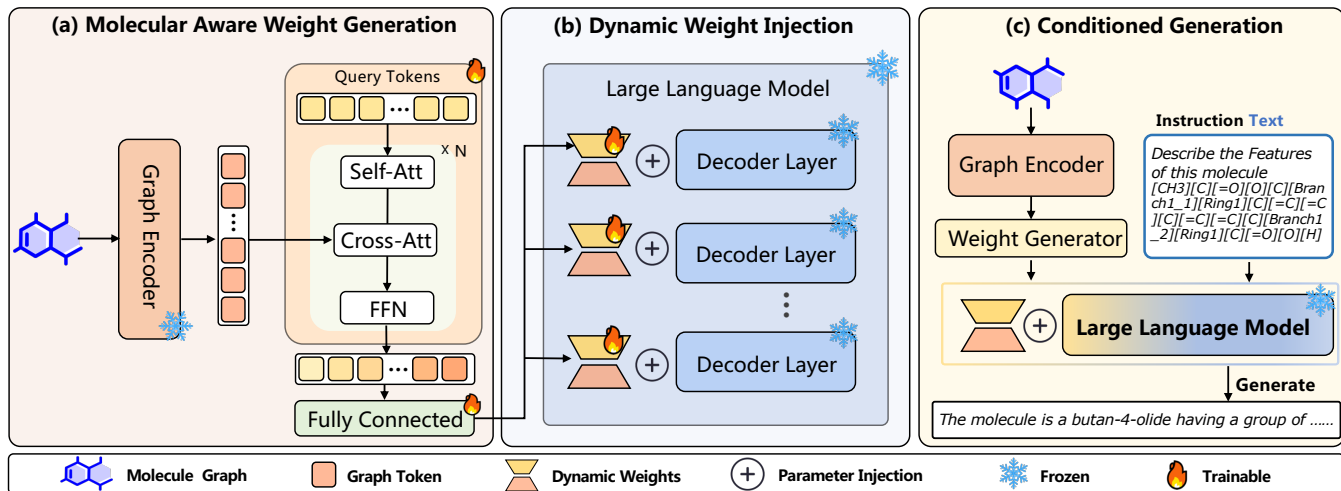 (a) Molecular Aware Weight Generation
Query Tokens
x N
Self-Att
Cross-Att
FFN
Graph Encoder
Fully Connected
(b) Dynamic Weight Injection
Large Language Model
Decoder Layer
Decoder Layer
Decoder Layer
(c) Conditioned Generation
Graph Encoder
Weight Generator
Instruction Text
Describe the Features
of this molecule
[CH3][C][=O][O][C][Bran
ch1_1][Ring1][C][=C][=C
][C][=C][=C][C][Branch1
_2][Ring1][C][=O][O][H]
Large Language Model
Generate
The molecule is a butan-4-olide having a group of ......
Molecule Graph
Graph Token
Dynamic Weights
Parameter Injection
Frozen
Trainable